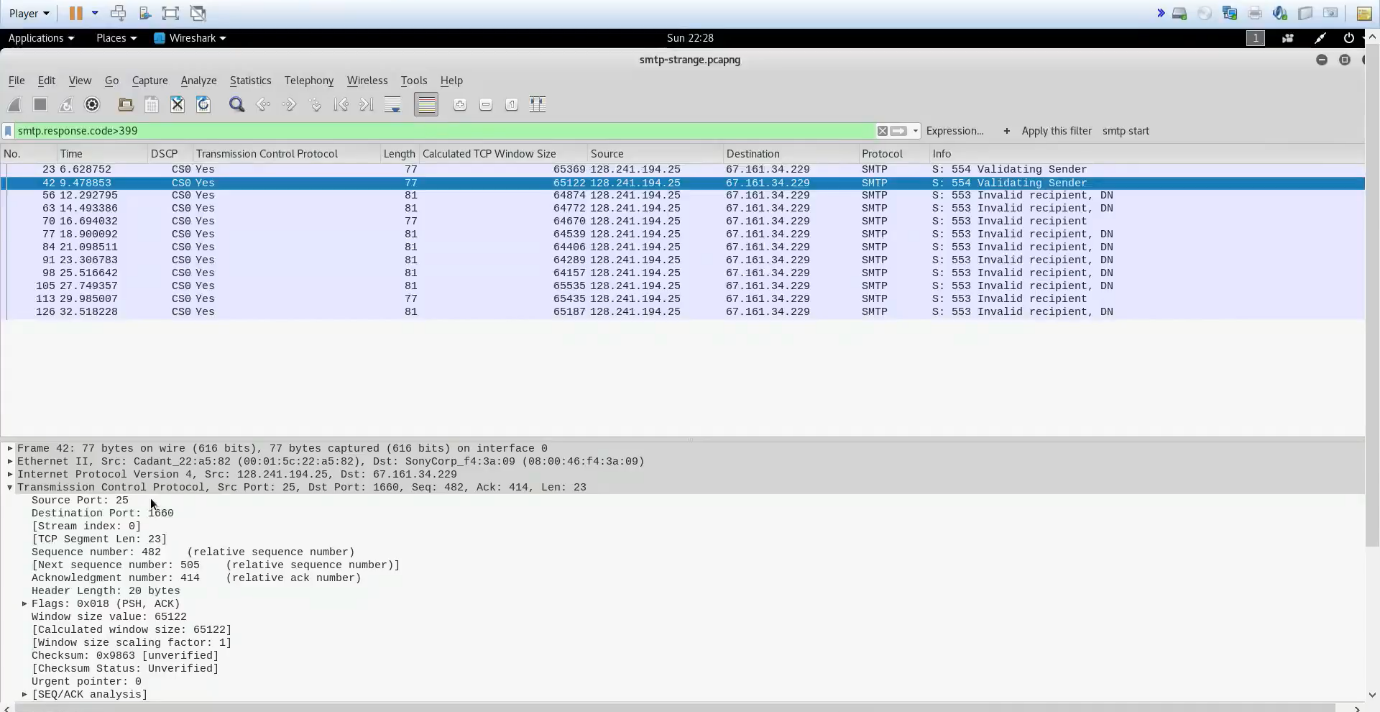 Player
Applications Places Wireshark Sun 22:28 1
smtp-strange.pcapng
File Edit View Go Capture Analyze Statistics Telephony Wireless Tools Help
smtp.response.code>399 Expression... + Apply this filter smtp start
No. Time DSCP Transmission Control Protocol Length Calculated TCP Window Size Source Destination Protocol Info
23 6.628752 CS0 Yes 77 65369 128.241.194.25 67.161.34.229 SMTP S: 554 Validating Sender
42 9.478853 CS0 Yes 77 65122 128.241.194.25 67.161.34.229 SMTP S: 554 Validating Sender
56 12.292795 CS0 Yes 81 64874 128.241.194.25 67.161.34.229 SMTP S: 553 Invalid recipient, DN
63 14.493386 CS0 Yes 81 64772 128.241.194.25 67.161.34.229 SMTP S: 553 Invalid recipient, DN
70 16.694032 CS0 Yes 77 64670 128.241.194.25 67.161.34.229 SMTP S: 553 Invalid recipient
77 18.900092 CS0 Yes 81 64539 128.241.194.25 67.161.34.229 SMTP S: 553 Invalid recipient, DN
84 21.098511 CS0 Yes 81 64406 128.241.194.25 67.161.34.229 SMTP S: 553 Invalid recipient, DN
91 23.306783 CS0 Yes 81 64289 128.241.194.25 67.161.34.229 SMTP S: 553 Invalid recipient, DN
98 25.516642 CS0 Yes 81 64157 128.241.194.25 67.161.34.229 SMTP S: 553 Invalid recipient, DN
105 27.749357 CS0 Yes 81 65535 128.241.194.25 67.161.34.229 SMTP S: 553 Invalid recipient, DN
113 29.985007 CS0 Yes 77 65435 128.241.194.25 67.161.34.229 SMTP S: 553 Invalid recipient
126 32.518228 CS0 Yes 81 65187 128.241.194.25 67.161.34.229 SMTP S: 553 Invalid recipient, DN
Frame 42: 77 bytes on wire (616 bits), 77 bytes captured (616 bits) on interface 0
Ethernet II, Src: Cadant_22:a5:82 (00:01:5c:22:a5:82), Dst: SonyCorp_f4:3a:09 (08:00:46:f4:3a:09)
Internet Protocol Version 4, Src: 128.241.194.25, Dst: 67.161.34.229
Transmission Control Protocol, Src Port: 25, Dst Port: 1660, Seq: 482, Ack: 414, Len: 23
Source Port: 25
Destination Port: 1660
[Stream index: 0]
[TCP Segment Len: 23]
Sequence number: 482 (relative sequence number)
[Next sequence number: 505 (relative sequence number)]
Acknowledgment number: 414 (relative ack number)
Header Length: 20 bytes
Flags: 0x018 (PSH, ACK)
Window size value: 65122
[Calculated window size: 65122]
[Window size scaling factor: 1]
Checksum: 0x9863 [unverified]
[Checksum Status: Unverified]
Urgent pointer: 0
[SEQ/ACK analysis]